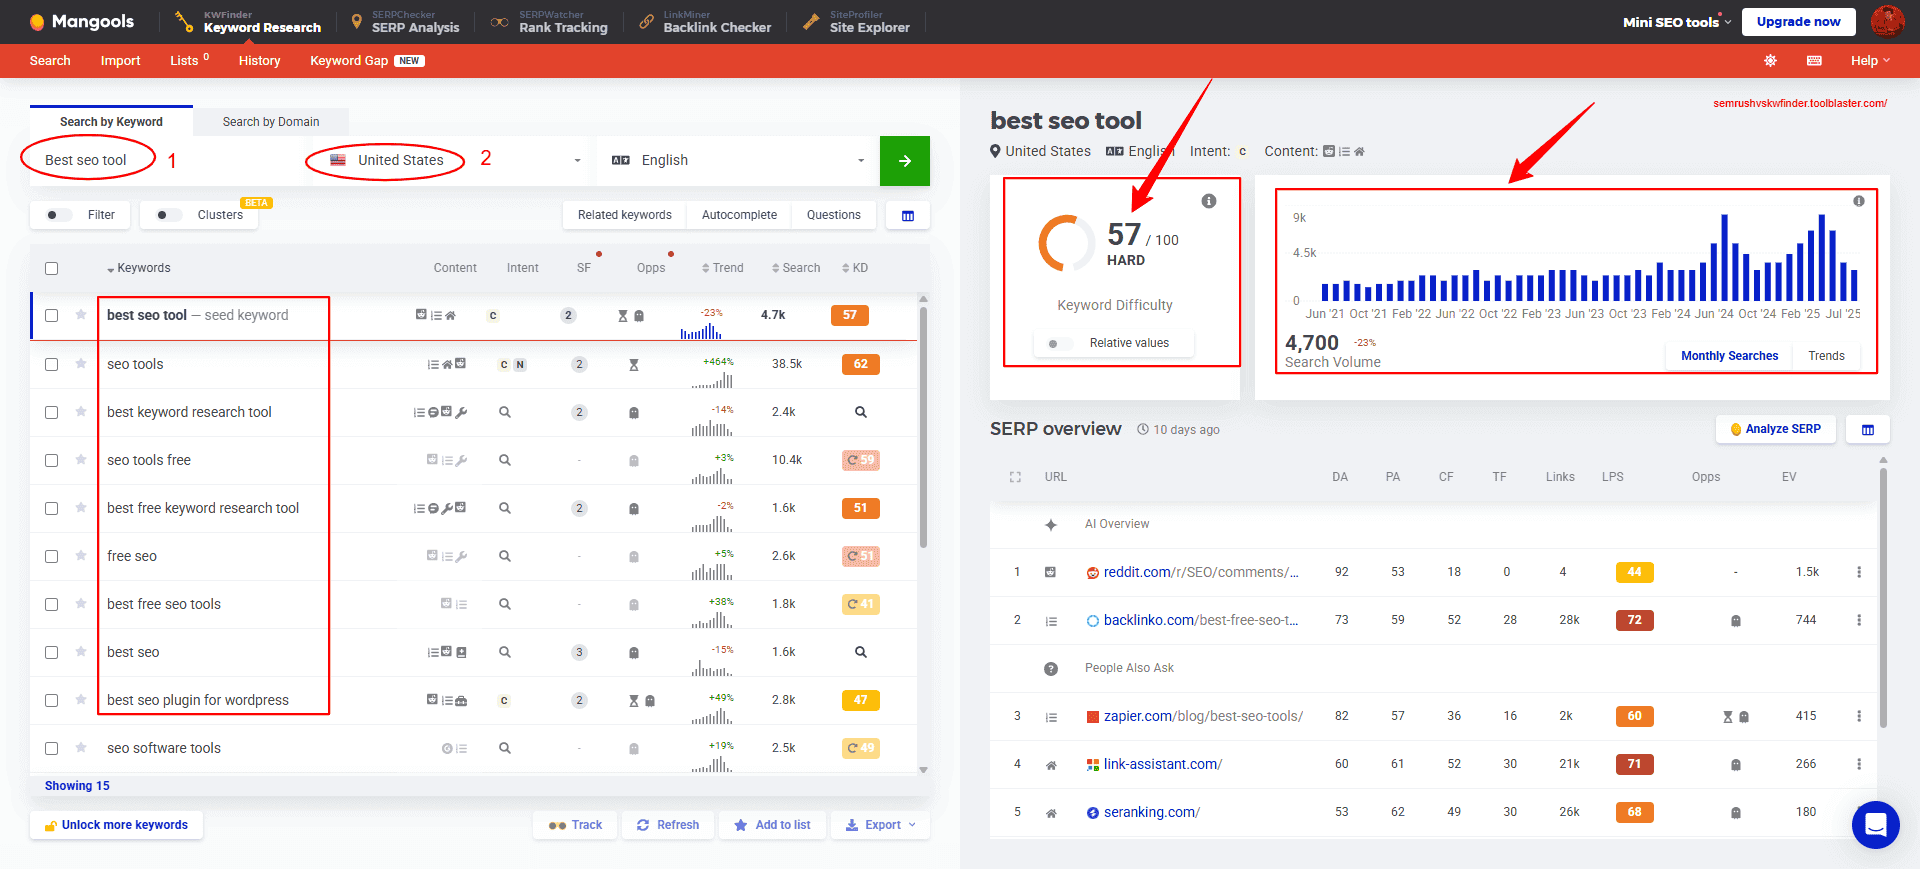 Mangools
KWFinder
Keyword Research
SERPChecker
SERP Analysis
SERPWatcher
Rank Tracking
LinkMiner
Backlink Checker
SiteProfiler
Site Explorer
Mini SEO tools
Upgrade now
Search
Import
Lists 0
History
Keyword Gap NEW
Help
semrushvskwfinder.toolblaster.com/
Search by Keyword
Search by Domain
Best seo tool
1
United States
2
English
Filter
Clusters
BETA
Related keywords
Autocomplete
Questions
Keywords Content Intent SF Opps Trend Search KD
best seo tool — seed keyword C 2 -23% 4.7k 57
seo tools C N 2 +464% 38.5k 62
best keyword research tool 2 -14% 2.4k
seo tools free - +3% 10.4k 59
best free keyword research tool 2 -2% 1.6k 51
free seo - +5% 2.6k 51
best free seo tools - +38% 1.8k 41
best seo 3 -15% 1.6k
best seo plugin for wordpress C 2 +49% 2.8k 47
seo software tools - +19% 2.5k 49
Showing 15
Unlock more keywords
Track
Refresh
Add to list
Export
best seo tool
United States English Intent: C Content:
57 / 100
HARD
Keyword Difficulty
Relative values
9k
4.5k
0
Jun '21 Oct '21 Feb '22 Jun '22 Oct '22 Feb '23 Jun '23 Oct '23 Feb '24 Jun '24 Oct '24 Feb '25 Jul '25
4,700 -23%
Search Volume
Monthly Searches
Trends
SERP overview 10 days ago
Analyze SERP
URL DA PA CF TF Links LPS Opps EV
AI Overview
1 reddit.com/r/SEO/comments/... 92 53 18 0 4 44 - 1.5k
2 backlinko.com/best-free-seo-t... 73 59 52 28 28k 72 744
People Also Ask
3 zapier.com/blog/best-seo-tools/ 82 57 36 16 2k 60 415
4 link-assistant.com/ 60 61 52 30 21k 71 266
5 seranking.com/ 53 62 49 30 26k 68 180